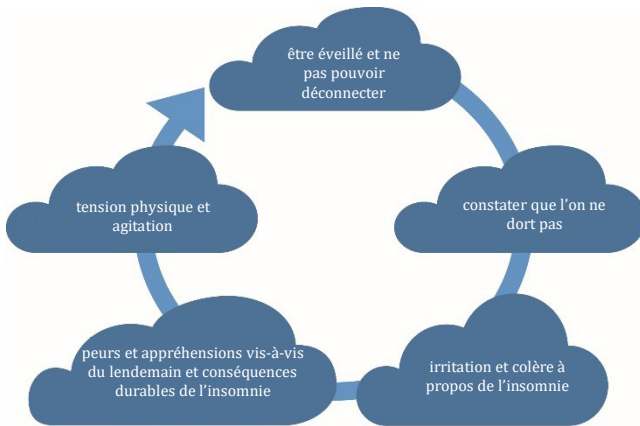 être éveillé et ne
pas pouvoir
déconnecter
constater que l’on ne
dort pas
irritation et colère à
propos de l’insomnie
peurs et appréhensions vis-à-vis
du lendemain et conséquences
durables de l’insomnie
tension physique et
agitation